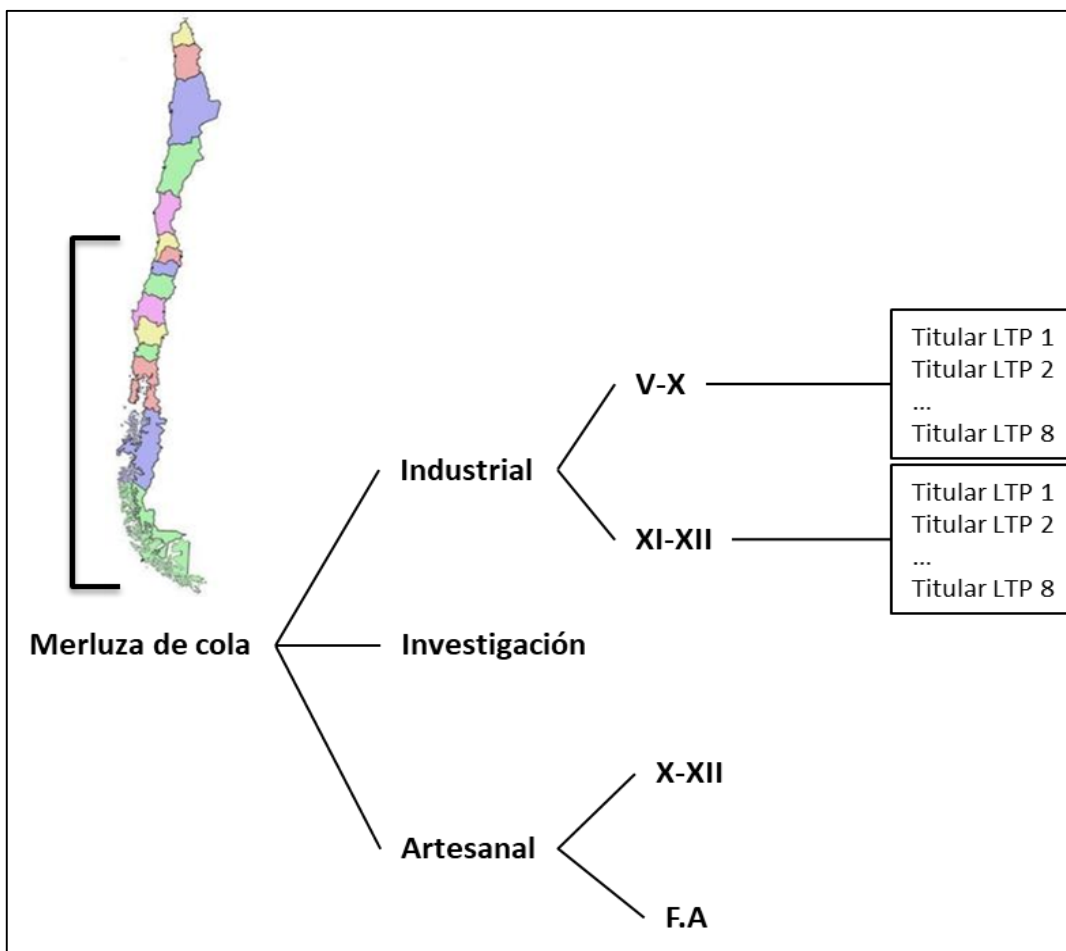 V-X
Titular LTP 1
Titular LTP 2
...
Titular LTP 8
Industrial
XI-XII
Titular LTP 1
Titular LTP 2
...
Titular LTP 8
Merluza de cola
Investigación
X-XII
Artesanal
F.A